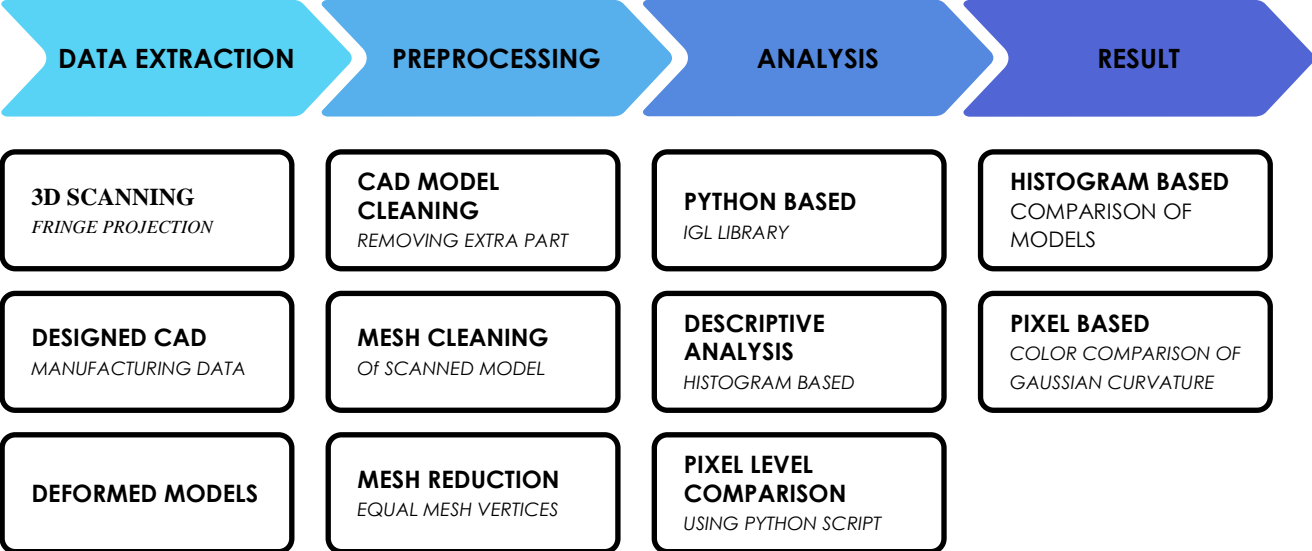 DATA EXTRACTION
PREPROCESSING
ANALYSIS
RESULT
3D SCANNING
FRINGE PROJECTION
CAD MODEL
CLEANING
REMOVING EXTRA PART
PYTHON BASED
IGL LIBRARY
HISTOGRAM BASED
COMPARISON OF
MODELS
DESIGNED CAD
MANUFACTURING DATA
MESH CLEANING
Of SCANNED MODEL
DESCRIPTIVE
ANALYSIS
HISTOGRAM BASED
PIXEL BASED
COLOR COMPARISON OF
GAUSSIAN CURVATURE
DEFORMED MODELS
MESH REDUCTION
EQUAL MESH VERTICES
PIXEL LEVEL
COMPARISON
USING PYTHON SCRIPT